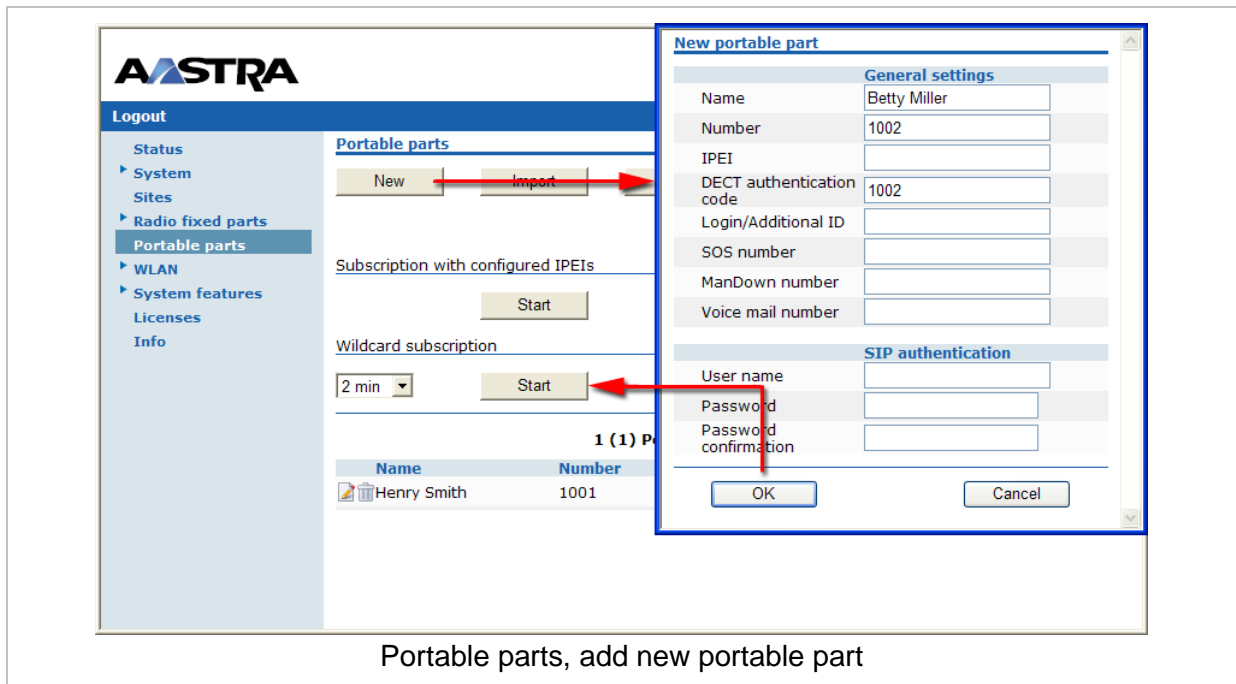 AASTRA
Logout
Status
System
Sites
Radio fixed parts
Portable parts
WLAN
System features
Licenses
Info
Portable parts
New
Import
Subscription with configured IPEIs
Start
Wildcard subscription
2 min
Start
1 (1)
Name Number
Henry Smith 1001
New portable part
General settings
Name Betty Miller
Number 1002
IPEI
DECT authentication
code 1002
Login/Additional ID
SOS number
ManDown number
Voice mail number
SIP authentication
User name
Password
Password
confirmation
OK Cancel
Portable parts, add new portable part